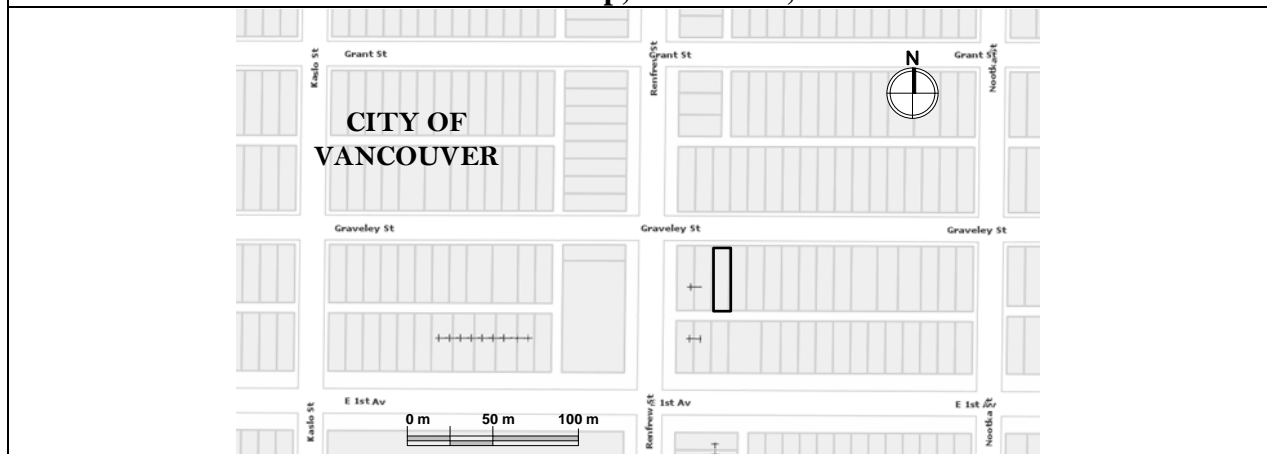 Grant St
Grant St
Grant St
Kaslo St
Renfrew St
Nootka St
N
CITY OF
VANCOUVER
Graveley St
Graveley St
Graveley St
E 1st Av
1st Av
E 1st Av
Kaslo St
Renfrew St
Nootka St
0 m 50 m 100 m